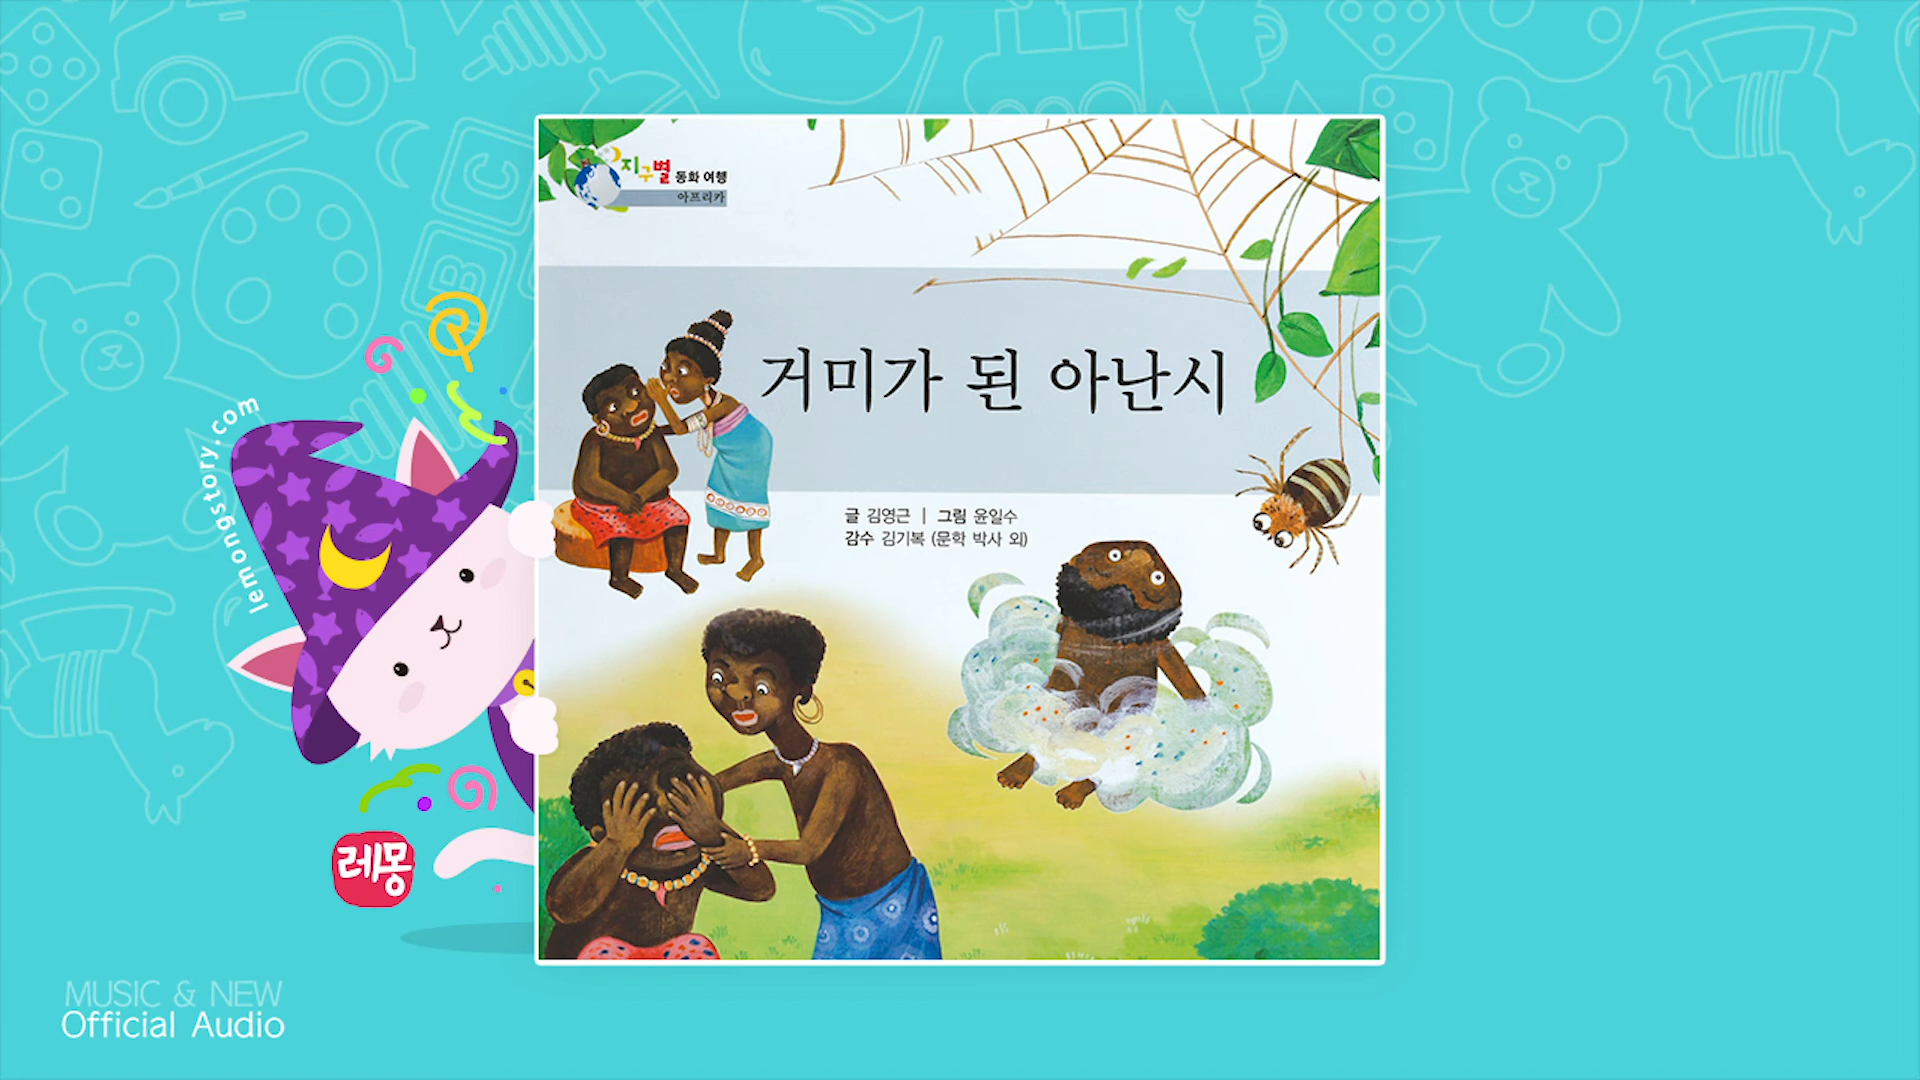 지구별 동화 여행
아프리카
거미가 된 아난시
글 김영근 | 그림 윤일수
감수 김기복 (문학 박사 외)
lemongstory.com
레몽
C
B
MUSIC & NEW
Official Audio